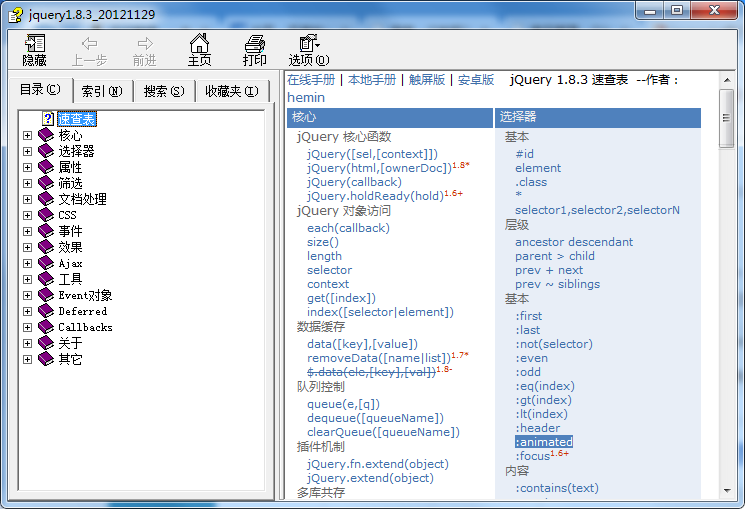 jquery1.8.3_20121129
隐藏 上一步 前进 主页 打印 选项(O)
目录(C) 索引(N) 搜索(S) 收藏夹(I)
速查表
核心
选择器
属性
筛选
文档处理
CSS
事件
效果
Ajax
工具
Event对象
Deferred
Callbacks
关于
其它
在线手册 | 本地手册 | 触屏版 | 安卓版 jQuery 1.8.3 速查表 --作者：
hemin
核心
jQuery 核心函数
jQuery([sel,[context]])
jQuery(html,[ownerDoc])1.8*
jQuery(callback)
jQuery.holdReady(hold)1.6+
jQuery 对象访问
each(callback)
size()
length
selector
context
get([index])
index([selector|element])
数据缓存
data([key],[value])
removeData([name|list])1.7*
$.data(ele,[key],[val])1.8-
队列控制
queue(e,[q])
dequeue([queueName])
clearQueue([queueName])
插件机制
jQuery.fn.extend(object)
jQuery.extend(object)
多库共存
选择器
基本
#id
element
.class
*
selector1,selector2,selectorN
层级
ancestor descendant
parent > child
prev + next
prev ~ siblings
基本
:first
:last
:not(selector)
:even
:odd
:eq(index)
:gt(index)
:lt(index)
:header
:animated
:focus1.6+
内容
:contains(text)